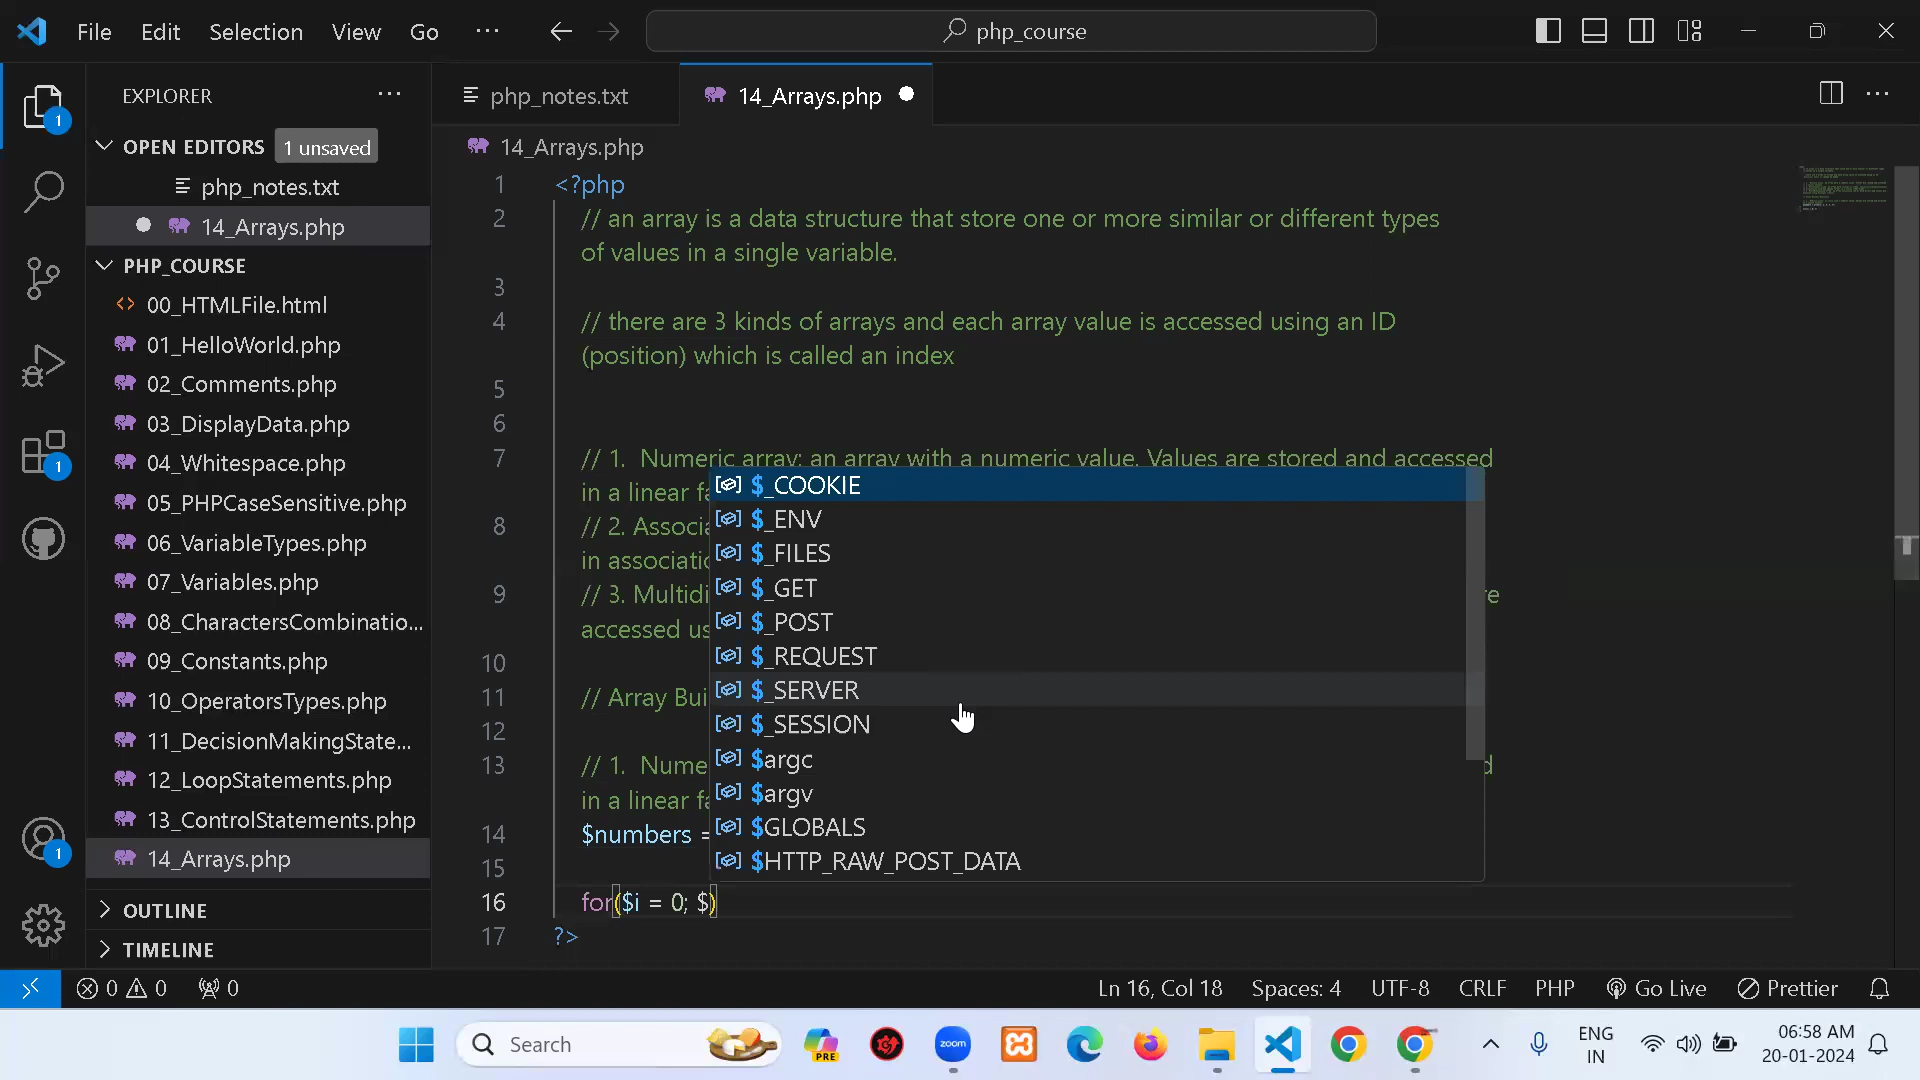 File Edit Selection View Go ··· php_course
EXPLORER ···
1
OPEN EDITORS 1 unsaved
php_notes.txt
14_Arrays.php
PHP_COURSE
00_HTMLFile.html
01_HelloWorld.php
02_Comments.php
03_DisplayData.php
04_Whitespace.php
05_PHPCaseSensitive.php
06_VariableTypes.php
07_Variables.php
08_CharactersCombinatio...
09_Constants.php
10_OperatorsTypes.php
11_DecisionMakingState...
12_LoopStatements.php
13_ControlStatements.php
14_Arrays.php
OUTLINE
TIMELINE
1
1
php_notes.txt 14_Arrays.php
14_Arrays.php
1 <?php
2 // an array is a data structure that store one or more similar or different types
of values in a single variable.
3
4 // there are 3 kinds of arrays and each array value is accessed using an ID
(position) which is called an index
5
6
7 // 1.  Numeric array: an array with a numeric value. Values are stored and accessed
in a linear fa
8 // 2. Associa
in associatio
9 // 3. Multidi re
accessed us
10
11 // Array Bui
12
13 // 1.  Nume d
in a linear fa
14 $numbers =
15
16 for($i = 0; $)
17 ?>
$_COOKIE
$_ENV
$_FILES
$_GET
$_POST
$_REQUEST
$_SERVER
$_SESSION
$argc
$argv
$GLOBALS
$HTTP_RAW_POST_DATA
0 0 0 Ln 16, Col 18 Spaces: 4 UTF-8 CRLF PHP Go Live Prettier
Search PRE zoom ENG
IN 06:58 AM
20-01-2024